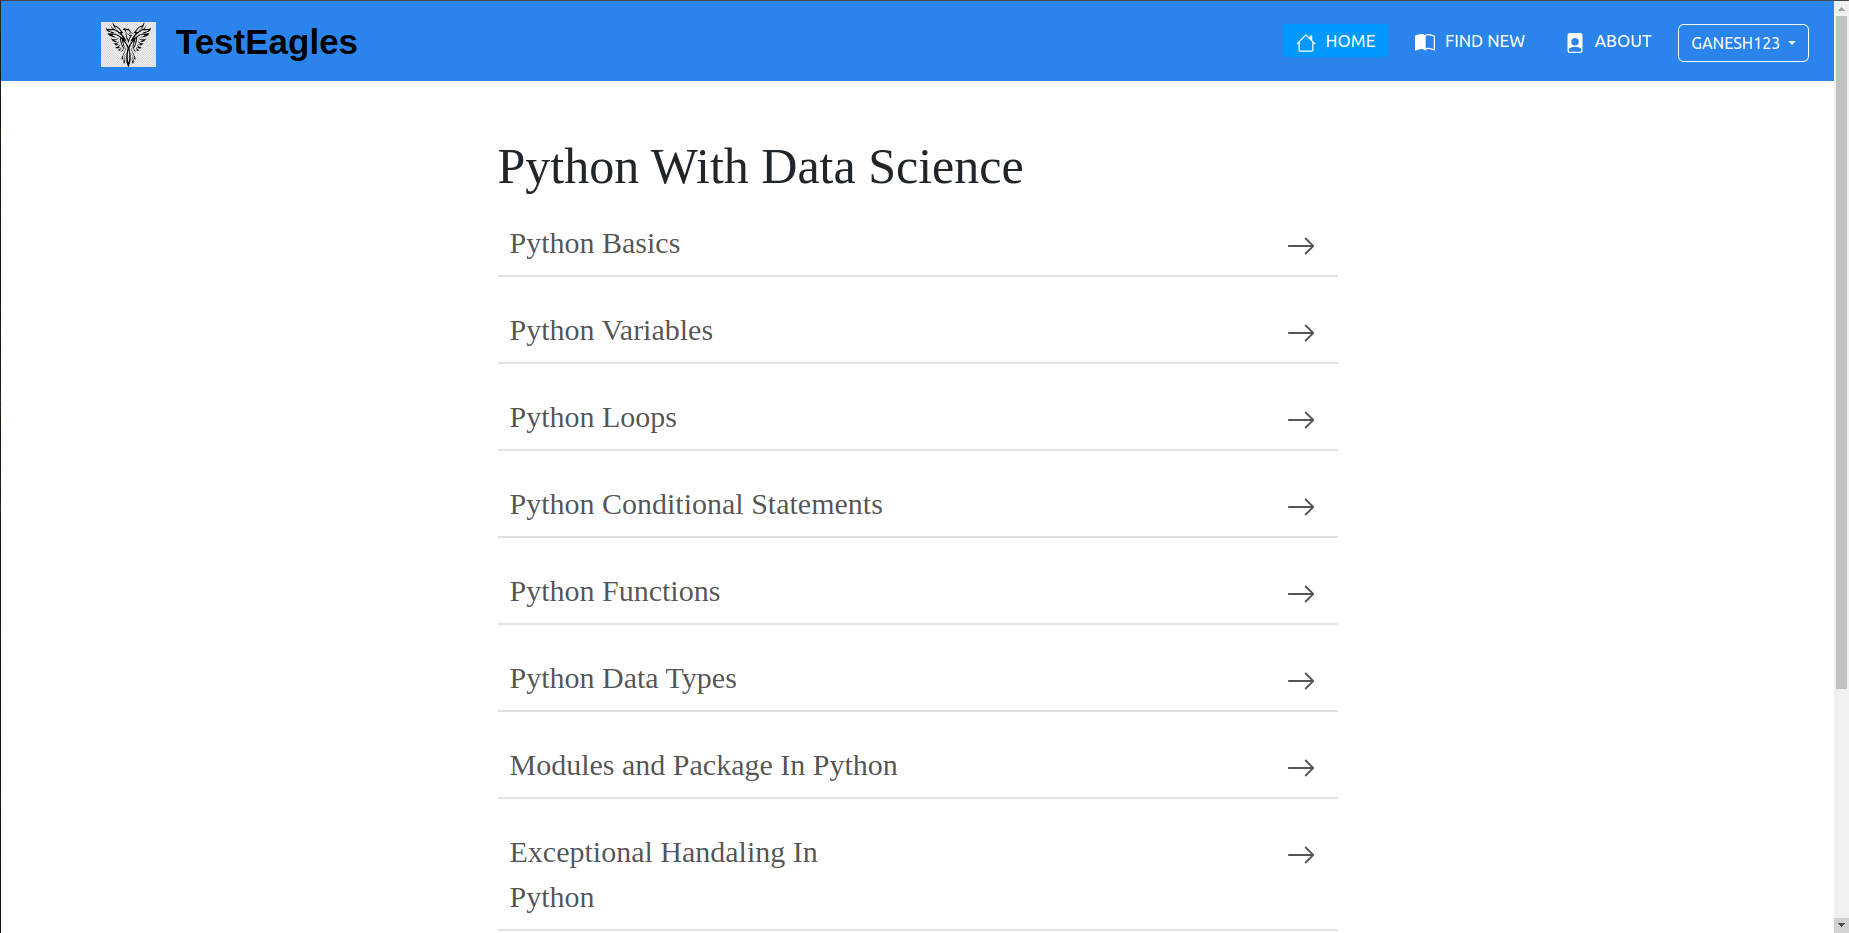 TestEagles
HOME
FIND NEW
ABOUT
GANESH123
Python With Data Science
Python Basics
Python Variables
Python Loops
Python Conditional Statements
Python Functions
Python Data Types
Modules and Package In Python
Exceptional Handaling In
Python